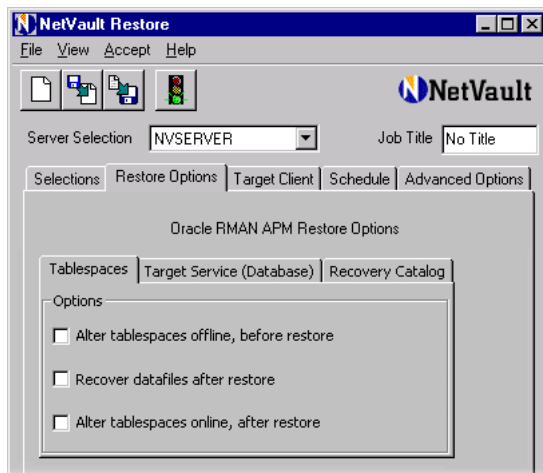 NetVault Restore
File View Accept Help
NetVault
Server Selection NVSERVER Job Title No Title
Selections Restore Options Target Client Schedule Advanced Options
Oracle RMAN APM Restore Options
Tablespaces Target Service (Database) Recovery Catalog
Options
Alter tablespaces offline, before restore
Recover datafiles after restore
Alter tablespaces online, after restore